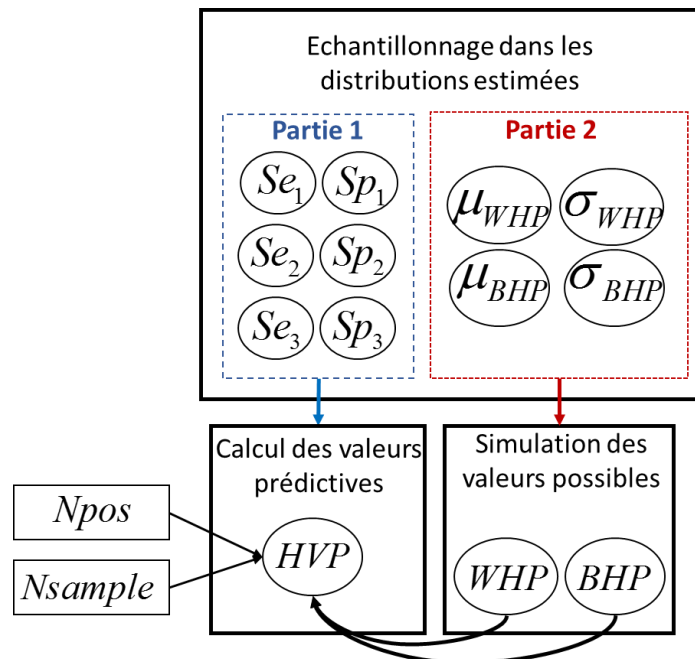 Echantillonnage dans les
distributions estimées
Partie 1
Partie 2
Se1 Sp1
Se2 Sp2
Se3 Sp3
μWHP σWHP
μBHP σBHP
Calcul des valeurs
prédictives
Simulation des
valeurs possibles
Npos
Nsample
HVP
WHP
BHP